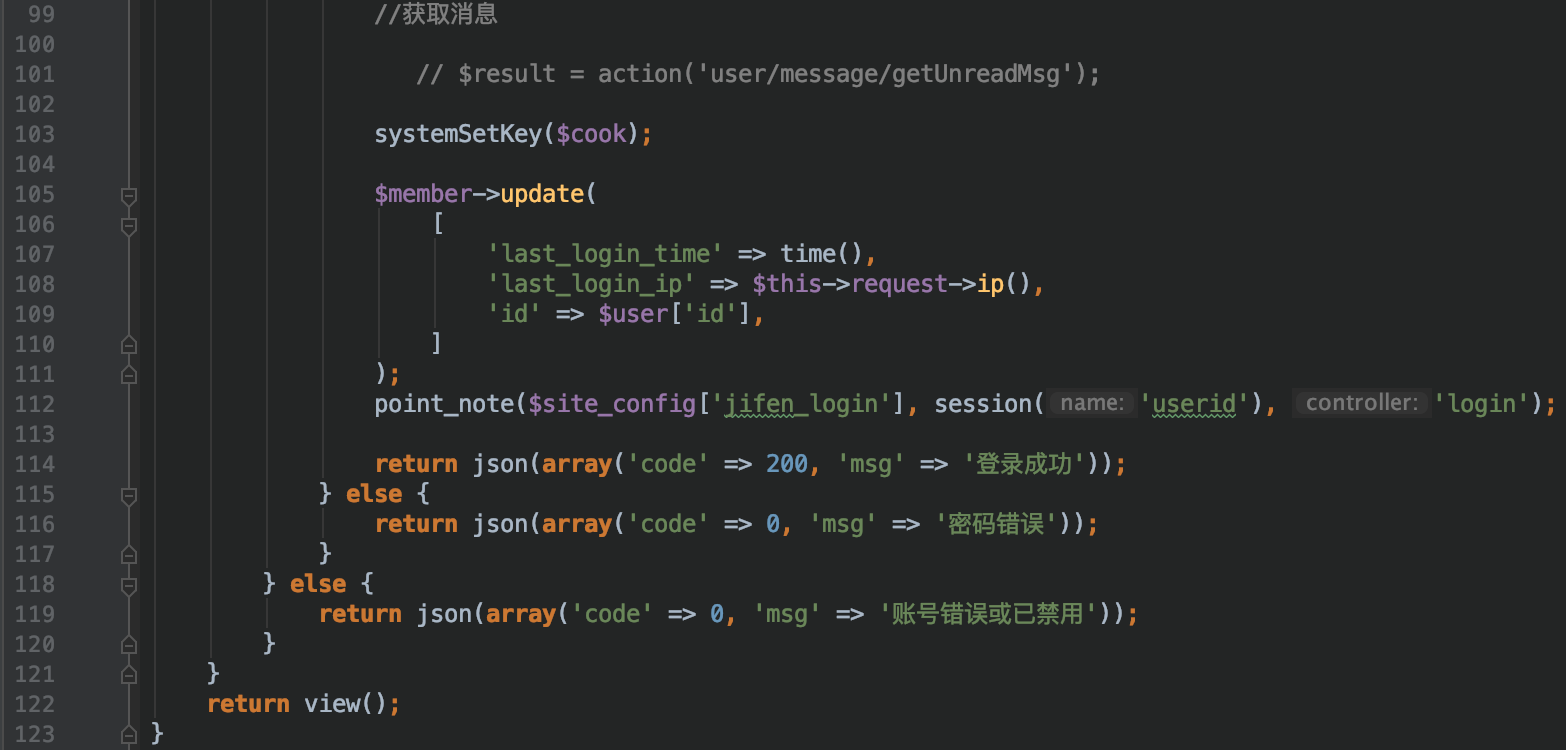 99 //获取消息
100
101 // $result = action('user/message/getUnreadMsg');
102
103 systemSetKey($cook);
104
105 $member->update(
106 [
107 'last_login_time' => time(),
108 'last_login_ip' => $this->request->ip(),
109 'id' => $user['id'],
110 ]
111 );
112 point_note($site_config['jifen_login'], session( name: 'userid'), controller: 'login');
113
114 return json(array('code' => 200, 'msg' => '登录成功'));
115 } else {
116 return json(array('code' => 0, 'msg' => '密码错误'));
117 }
118 } else {
119 return json(array('code' => 0, 'msg' => '账号错误或已禁用'));
120 }
121 }
122 return view();
123 }